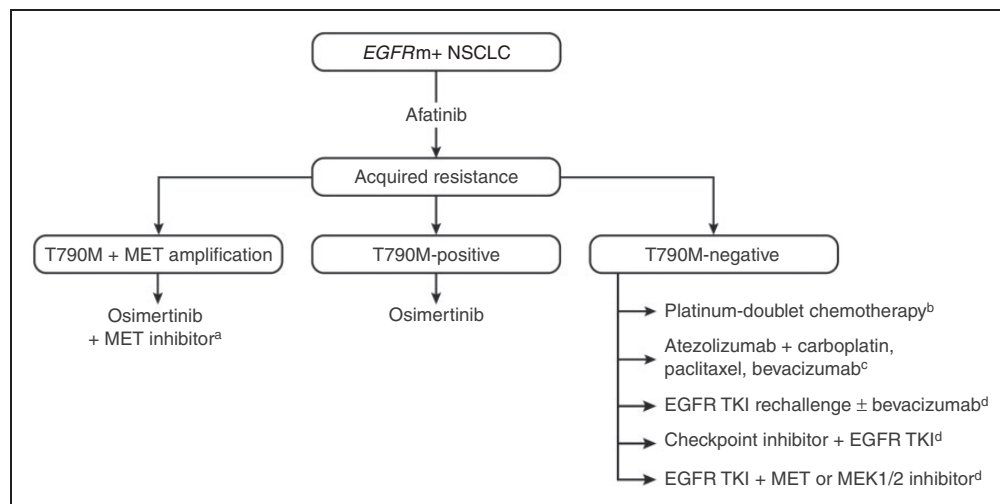 EGFRm+ NSCLC
Afatinib
Acquired resistance
T790M + MET amplification
T790M-positive
T790M-negative
Osimertinib
+ MET inhibitorᵃ
Osimertinib
Platinum-doublet chemotherapyᵇ
Atezolizumab + carboplatin,
paclitaxel, bevacizumabᶜ
EGFR TKI rechallenge ± bevacizumabᵈ
Checkpoint inhibitor + EGFR TKIᵈ
EGFR TKI + MET or MEK1/2 inhibitorᵈ